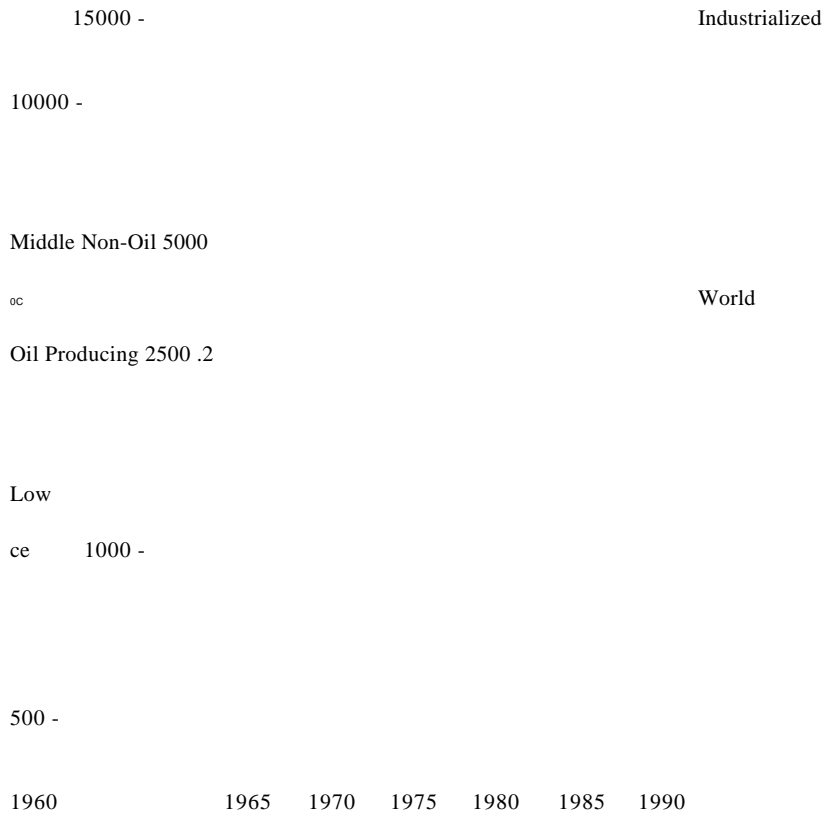 15000 - Industrialized
10000 -
Middle Non-Oil 5000
0C World
Oil Producing 2500 .2
Low
ce 1000 -
500 -
1960 1965 1970 1975 1980 1985 1990